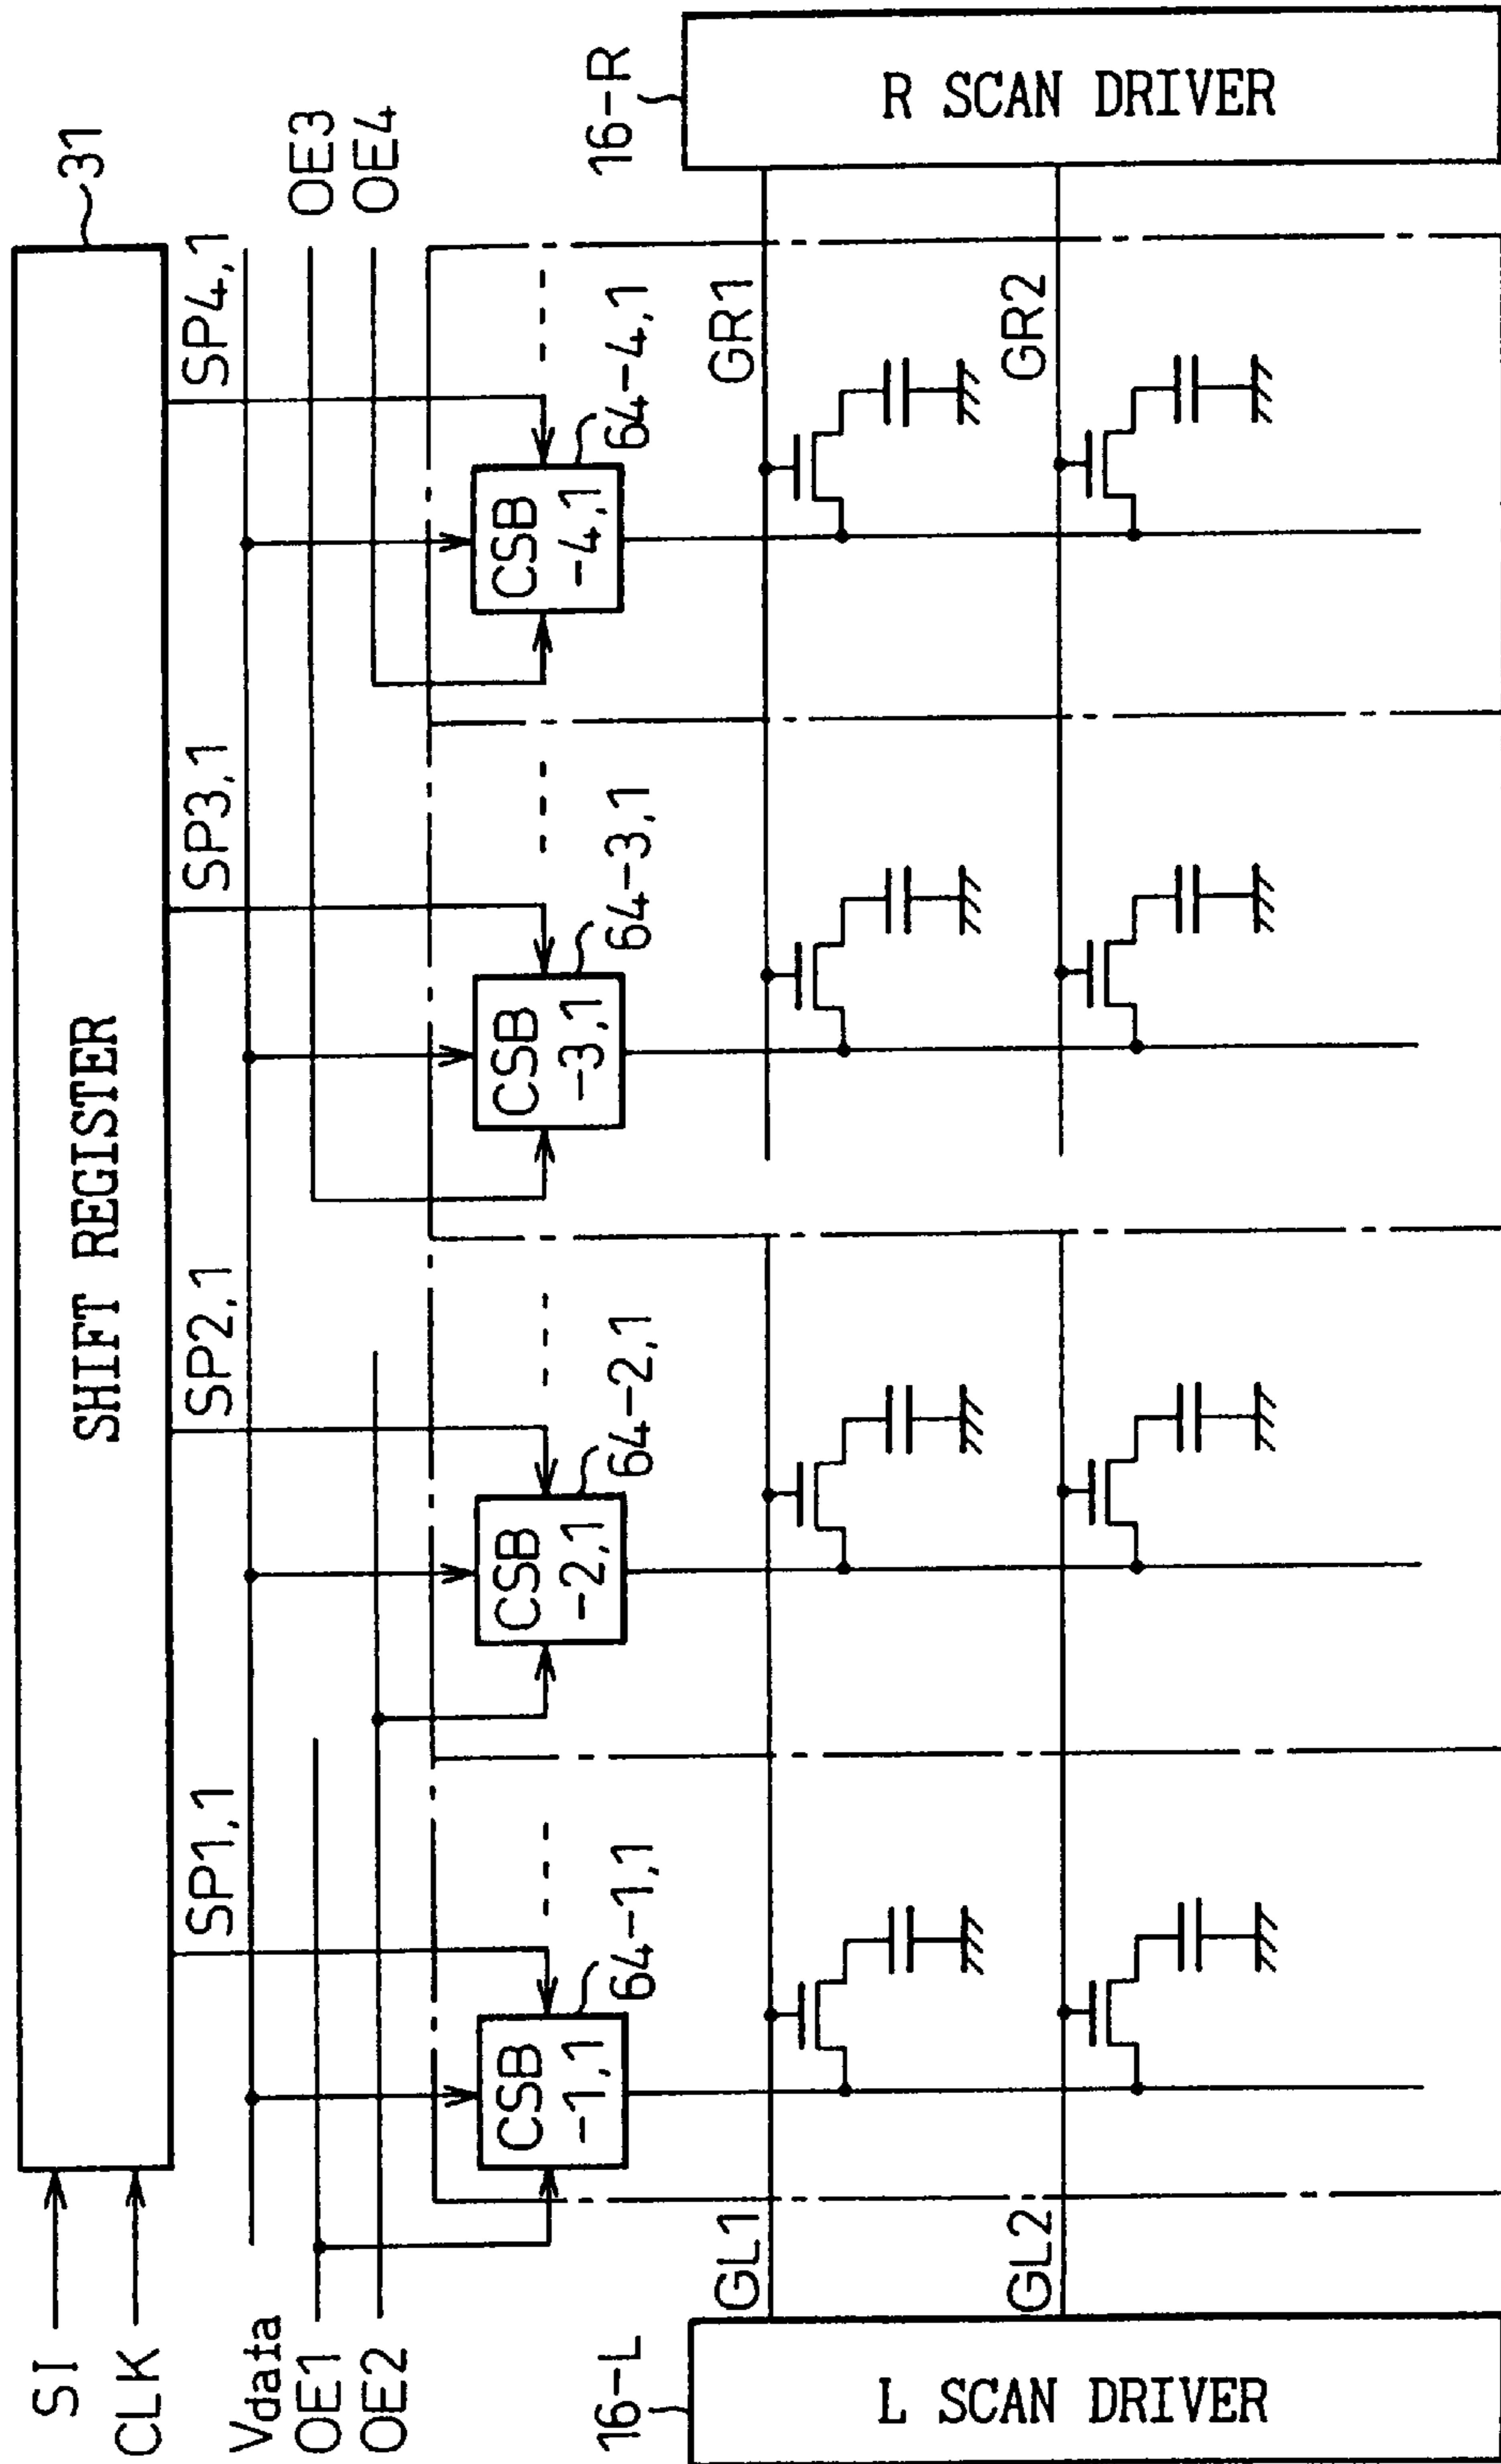 SI
CLK
SHIFT REGISTER
31
Vdata
OE1
OE2
SP1,1
SP2,1
SP3,1
SP4,1
OE3
OE4
CSB
-1,1
64-1,1
CSB
-2,1
64-2,1
CSB
-3,1
64-3,1
CSB
-4,1
64-4,1
16-L
L SCAN DRIVER
GL1
GL2
GR1
GR2
16-R
R SCAN DRIVER